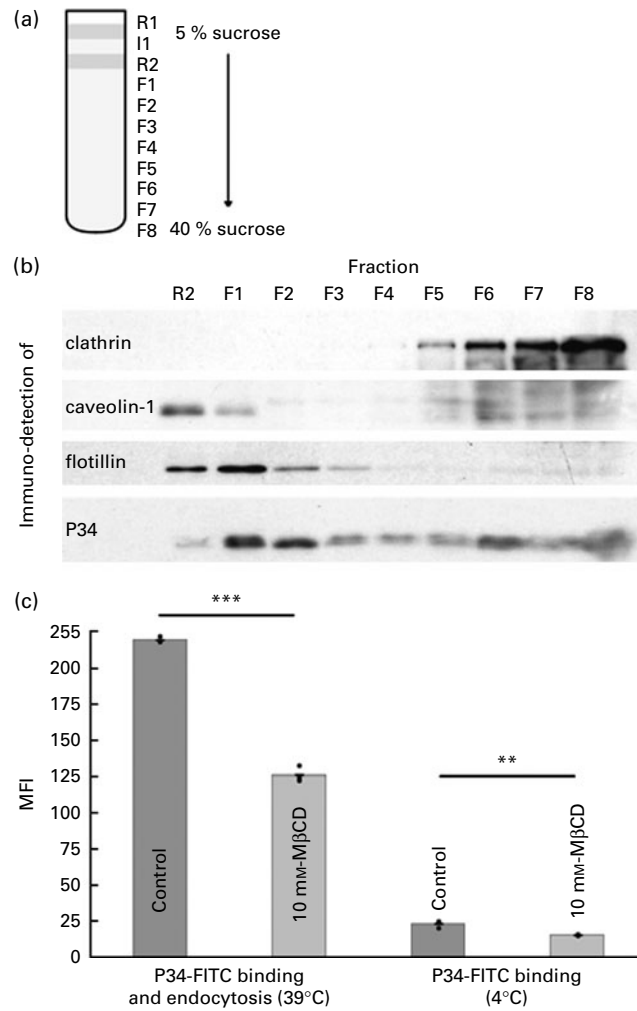 (a)
R1
5 % sucrose
I1
R2
F1
F2
F3
F4
F5
F6
F7
F8 40 % sucrose
(b)
Fraction
R2 F1 F2 F3 F4 F5 F6 F7 F8
Immuno-detection of
clathrin
caveolin-1
flotillin
P34
(c)
***
255
200
175
150
125
100
75
50
25
0
MFI
**
Control
10 mM-MβCD
Control
10 mM-MβCD
P34-FITC binding
and endocytosis (39°C)
P34-FITC binding
(4°C)